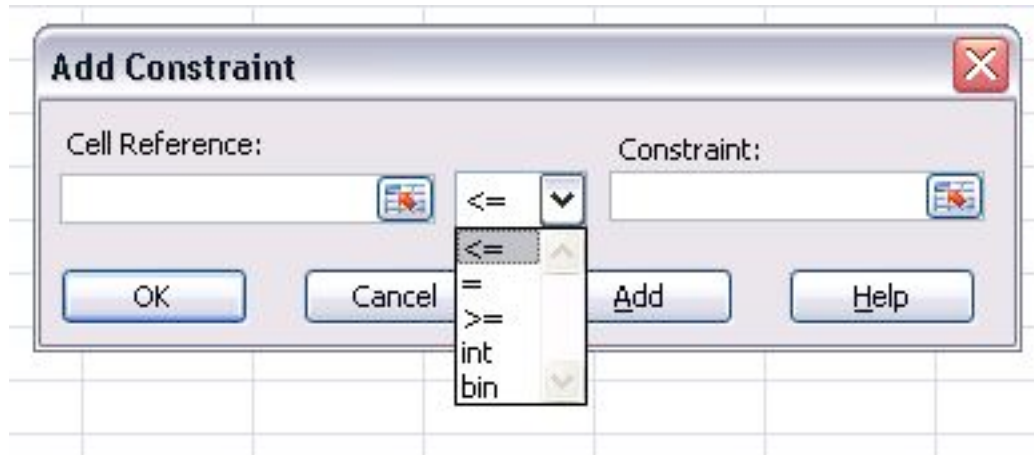 Add Constraint
Cell Reference:
Constraint:
<=
<=
=
>=
int
bin
OK
Cancel
Add
Help